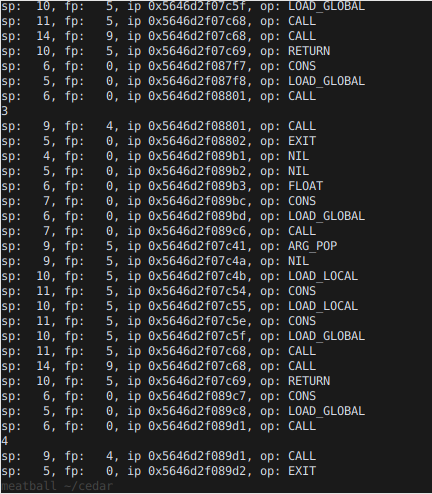 sp:   10, fp:    5, ip 0x5646d2f07c5f, op: LOAD_GLOBAL
sp:   11, fp:    5, ip 0x5646d2f07c68, op: CALL
sp:   14, fp:    9, ip 0x5646d2f07c68, op: CALL
sp:   10, fp:    5, ip 0x5646d2f07c69, op: RETURN
sp:    6, fp:    0, ip 0x5646d2f087f7, op: CONS
sp:    5, fp:    0, ip 0x5646d2f087f8, op: LOAD_GLOBAL
sp:    6, fp:    0, ip 0x5646d2f08801, op: CALL
3
sp:    9, fp:    4, ip 0x5646d2f08801, op: CALL
sp:    5, fp:    0, ip 0x5646d2f08802, op: EXIT
sp:    4, fp:    0, ip 0x5646d2f089b1, op: NIL
sp:    5, fp:    0, ip 0x5646d2f089b2, op: NIL
sp:    6, fp:    0, ip 0x5646d2f089b3, op: FLOAT
sp:    7, fp:    0, ip 0x5646d2f089bc, op: CONS
sp:    6, fp:    0, ip 0x5646d2f089bd, op: LOAD_GLOBAL
sp:    7, fp:    0, ip 0x5646d2f089c6, op: CALL
sp:    9, fp:    5, ip 0x5646d2f07c41, op: ARG_POP
sp:    9, fp:    5, ip 0x5646d2f07c4a, op: NIL
sp:   10, fp:    5, ip 0x5646d2f07c4b, op: LOAD_LOCAL
sp:   11, fp:    5, ip 0x5646d2f07c54, op: CONS
sp:   10, fp:    5, ip 0x5646d2f07c55, op: LOAD_LOCAL
sp:   11, fp:    5, ip 0x5646d2f07c5e, op: CONS
sp:   10, fp:    5, ip 0x5646d2f07c5f, op: LOAD_GLOBAL
sp:   11, fp:    5, ip 0x5646d2f07c68, op: CALL
sp:   14, fp:    9, ip 0x5646d2f07c68, op: CALL
sp:   10, fp:    5, ip 0x5646d2f07c69, op: RETURN
sp:    6, fp:    0, ip 0x5646d2f089c7, op: CONS
sp:    5, fp:    0, ip 0x5646d2f089c8, op: LOAD_GLOBAL
sp:    6, fp:    0, ip 0x5646d2f089d1, op: CALL
4
sp:    9, fp:    4, ip 0x5646d2f089d1, op: CALL
sp:    5, fp:    0, ip 0x5646d2f089d2, op: EXIT
meatball ~/cedar